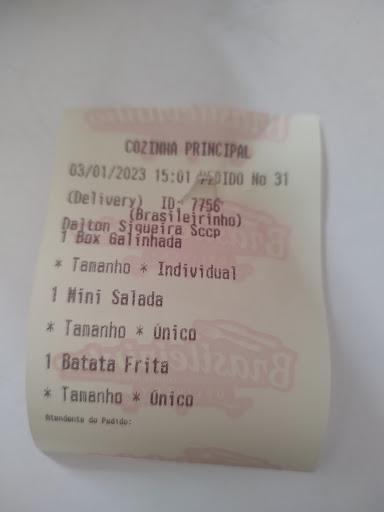 COZINHA PRINCIPAL
03/01/2023 15:01 PEDIDO No 31
(Delivery) ID: 7756
(Brasileirinho)
Dalton Siqueira Sccp
1 Box Galinhada
* Tamanho * Individual
1 Mini Salada
* Tamanho * Único
1 Batata Frita
* Tamanho * Único
Atendente do Pedido:
Brasileirinho